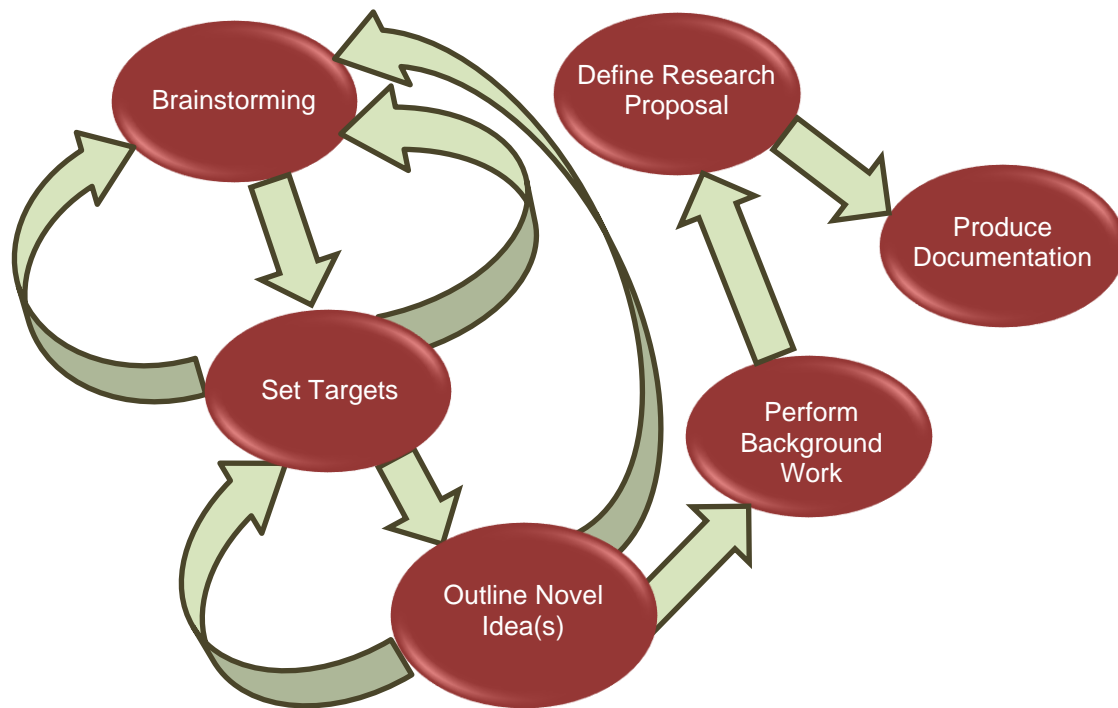 Brainstorming
Set Targets
Outline Novel
Idea(s)
Perform
Background
Work
Define Research
Proposal
Produce
Documentation